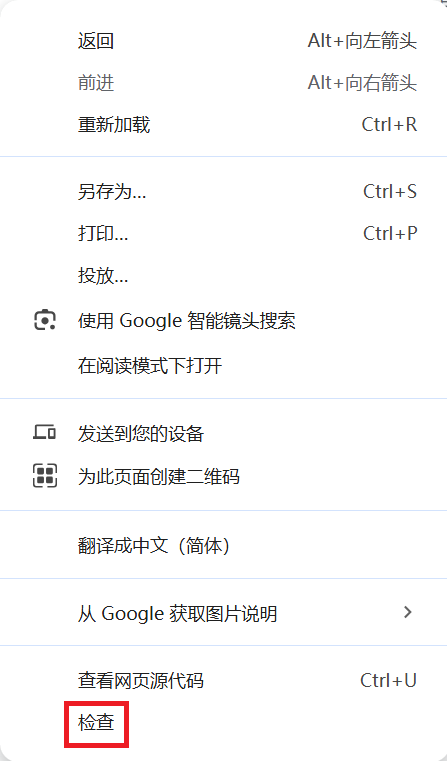 返回 Alt+向左箭头
前进 Alt+向右箭头
重新加载 Ctrl+R
另存为... Ctrl+S
打印... Ctrl+P
投放...
使用 Google 智能镜头搜索
在阅读模式下打开
发送到您的设备
为此页面创建二维码
翻译成中文（简体）
从 Google 获取图片说明
查看网页源代码 Ctrl+U
检查